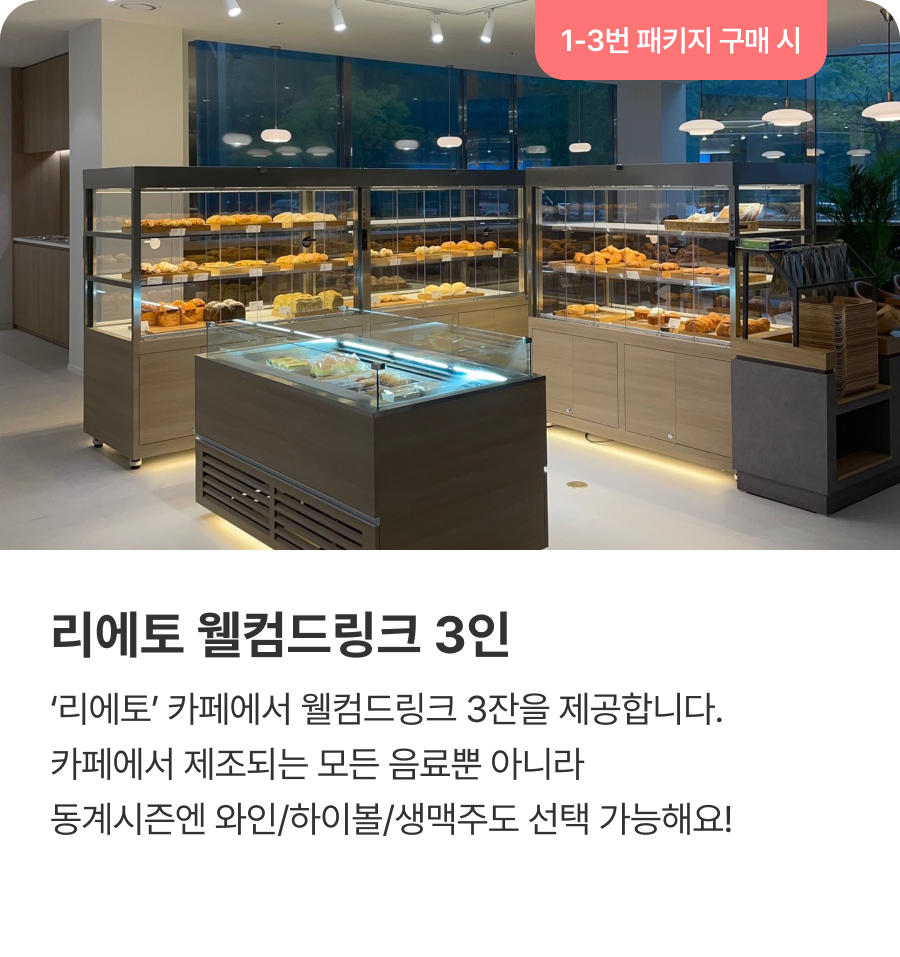 1-3번 패키지 구매 시
리에토 웰컴드링크 3인
‘리에토’ 카페에서 웰컴드링크 3잔을 제공합니다.
카페에서 제조되는 모든 음료뿐 아니라
동계시즌엔 와인/하이볼/생맥주도 선택 가능해요!